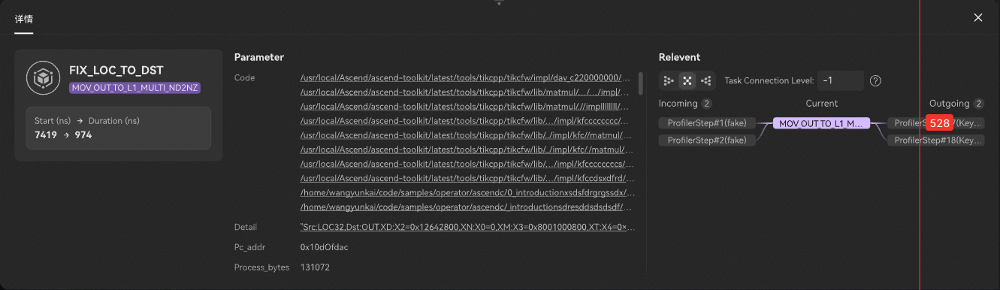 详情
FIX_LOC_TO_DST
MOV_OUT_TO_L1_MULTI_ND2NZ
Start (ns) → Duration (ns)
7419 → 974
Parameter
Code
/usr/local/Ascend/ascend-toolkit/latest/tools/tikcpp/tikcfw/impl/dav_c220000000/...
/usr/local/Ascend/ascend-toolkit/latest/tools/tikcpp/tikcfw/lib/matmul/.../.../impl/...
/usr/local/Ascend/ascend-toolkit/latest/tools/tikcpp/tikcfw/lib/matmul/.//implllllllll/...
/usr/local/Ascend/ascend-toolkit/latest/tools/tikcpp/tikcfw/lib/.../impl/kfcccccccc/...
/usr/local/Ascend/ascend-toolkit/latest/tools/tikcpp/tikcfw/lib/../impl/kfc//matmul/...
/usr/local/Ascend/ascend-toolkit/latest/tools/tikcpp/tikcfw/lib/../impl/kfc//matmul/...
/usr/local/Ascend/ascend-toolkit/latest/tools/tikcpp/tikcfw/lib/.../impl/kfcccccccccs/...
/usr/local/Ascend/ascend-toolkit/latest/tools/tikcpp/tikcfw/lib/.../impl/kfccdsxdfrd/...
/home/wangyunkai/code/samples/operator/ascendc/0_introductionxsdsfdrgrgssdx/...
/home/wangyunkai/code/samples/operator/ascendc/_introductionsdresddsdsdsdf/...
Detail "Src:LOC32,Dst:OUT,XD:X2=0x12642800,XN:X0=0,XM:X3=0x8001000800,XT:X4=0×...
Pc_addr 0x10dOfdac
Process_bytes 131072
Relevent
Task Connection Level: -1
Incoming 2 Current Outgoing 2
ProfilerStep#1(fake) MOV_OUT_TO_L1_M... 7(Key...
528
ProfilerStep#2(fake) ProfilerStep#18(Key...